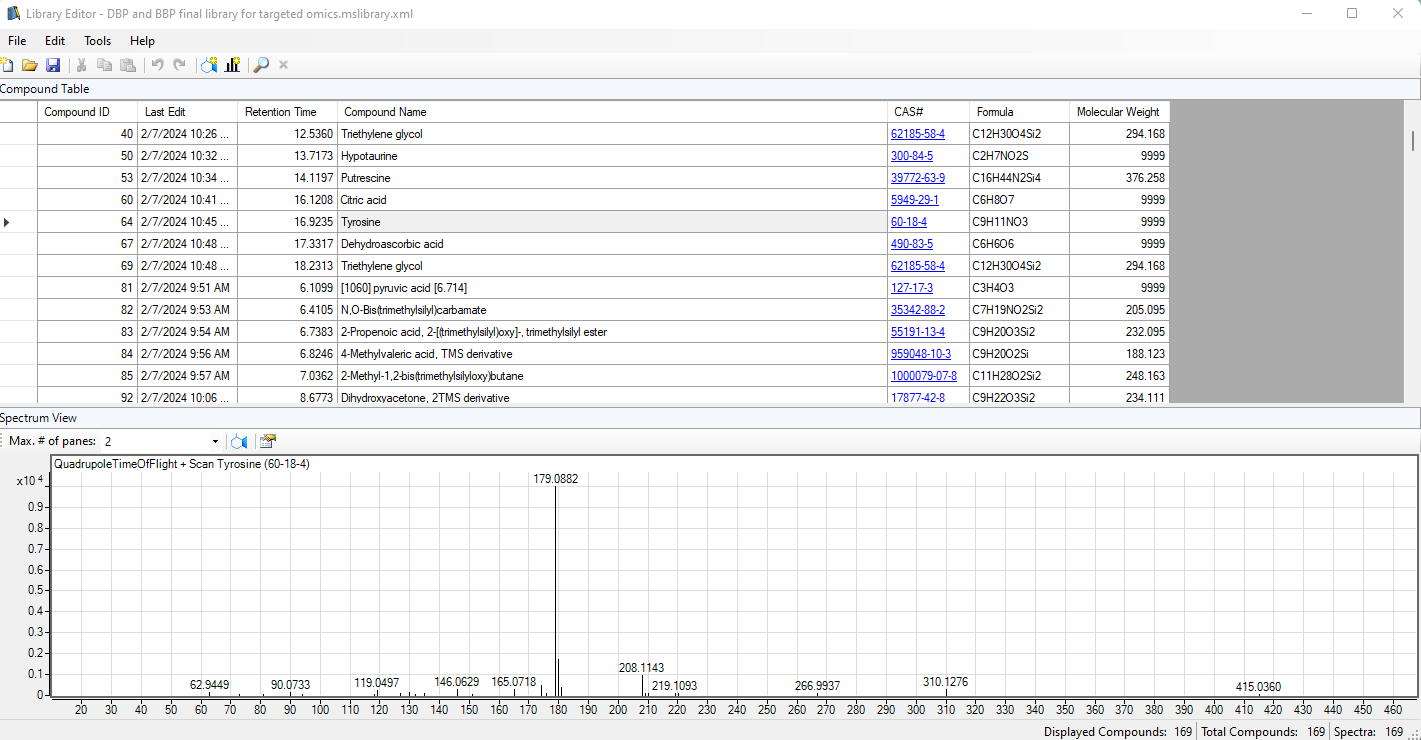 Library Editor - DBP and BBP final library for targeted omics.mslibrary.xml
File Edit Tools Help
Compound Table
Compound ID Last Edit Retention Time Compound Name CAS# Formula Molecular Weight
40 2/7/2024 10:26 ... 12.5360 Triethylene glycol 62185-58-4 C12H30O4Si2 294.168
50 2/7/2024 10:32 ... 13.7173 Hypotaurine 300-84-5 C2H7NO2S 9999
53 2/7/2024 10:34 ... 14.1197 Putrescine 39772-63-9 C16H44N2Si4 376.258
60 2/7/2024 10:41 ... 16.1208 Citric acid 5949-29-1 C6H8O7 9999
64 2/7/2024 10:45 ... 16.9235 Tyrosine 60-18-4 C9H11NO3 9999
67 2/7/2024 10:48 ... 17.3317 Dehydroascorbic acid 490-83-5 C6H6O6 9999
69 2/7/2024 10:48 ... 18.2313 Triethylene glycol 62185-58-4 C12H30O4Si2 294.168
81 2/7/2024 9:51 AM 6.1099 [1060] pyruvic acid [6.714] 127-17-3 C3H4O3 9999
82 2/7/2024 9:53 AM 6.4105 N,O-Bis(trimethylsilyl)carbamate 35342-88-2 C7H19NO2Si2 205.095
83 2/7/2024 9:54 AM 6.7383 2-Propenoic acid, 2-[(trimethylsilyl)oxy]-, trimethylsilyl ester 55191-13-4 C9H20O3Si2 232.095
84 2/7/2024 9:56 AM 6.8246 4-Methylvaleric acid, TMS derivative 959048-10-3 C9H20O2Si 188.123
85 2/7/2024 9:57 AM 7.0362 2-Methyl-1,2-bis(trimethylsilyloxy)butane 1000079-07-8 C11H28O2Si2 248.163
92 2/7/2024 10:06 ... 8.6773 Dihydroxyacetone, 2TMS derivative 17877-42-8 C9H22O3Si2 234.111
Spectrum View
Max. # of panes: 2
QuadrupoleTimeOfFlight + Scan Tyrosine (60-18-4)
x10 4
0.9
0.8
0.7
0.6
0.5
0.4
0.3
0.2
0.1
0
179.0882
62.9449 90.0733 119.0497 146.0629 165.0718 208.1143 219.1093 266.9937 310.1276 415.0360
20 30 40 50 60 70 80 90 100 110 120 130 140 150 160 170 180 190 200 210 220 230 240 250 260 270 280 290 300 310 320 330 340 350 360 370 380 390 400 410 420 430 440 450 460
Displayed Compounds: 169 Total Compounds: 169 Spectra: 169